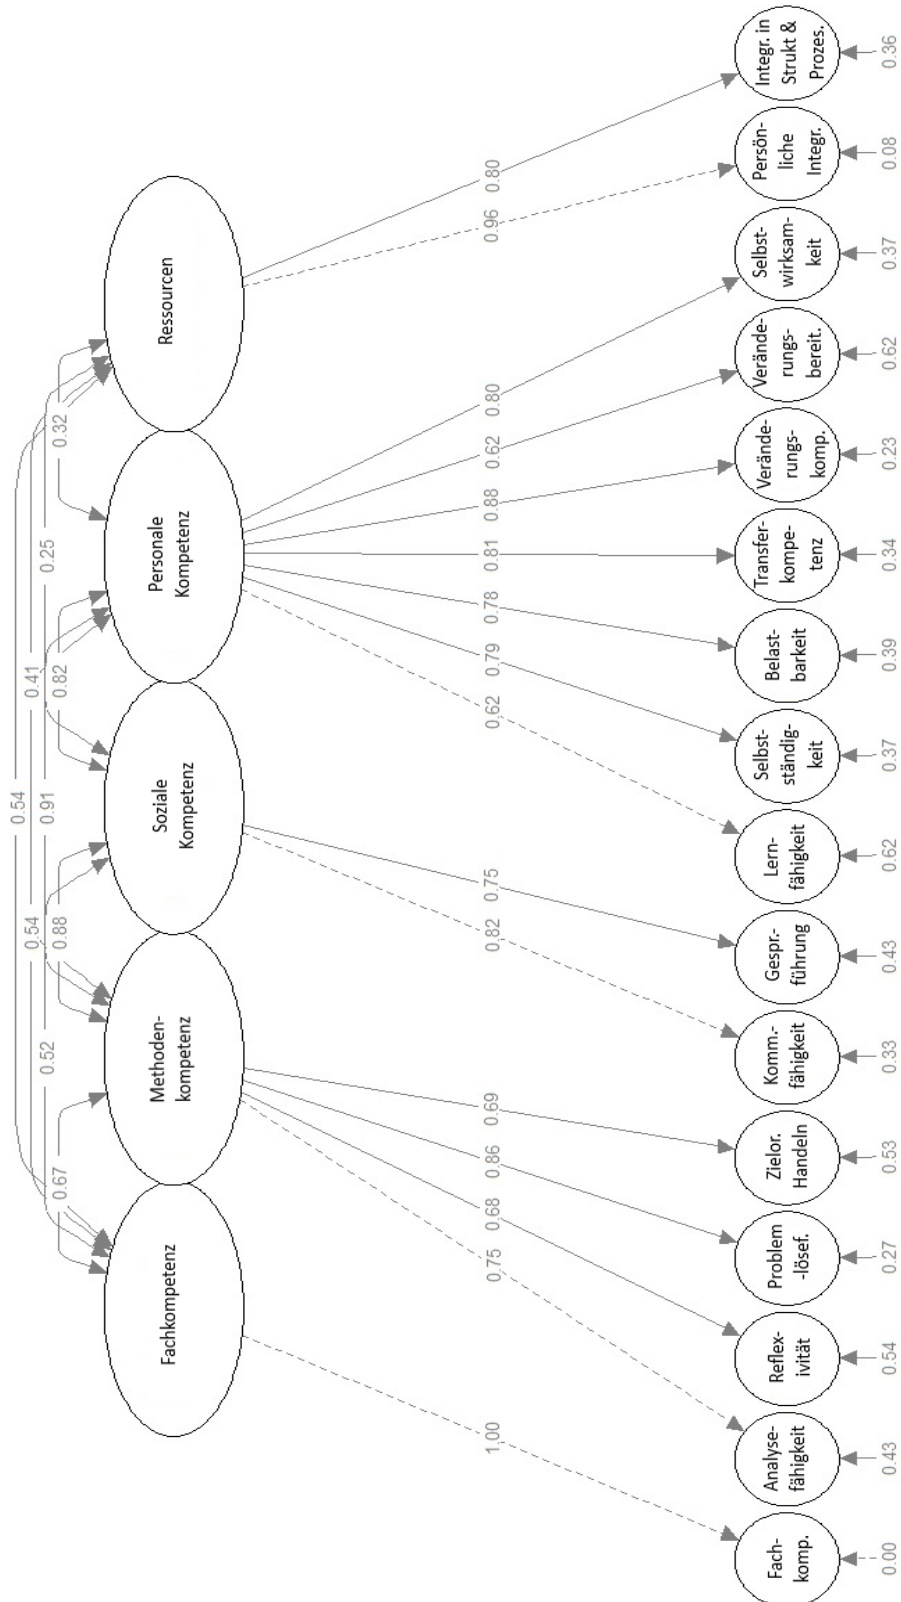 0.54
0.54
0.41
0.52
0.91
0.25
0.67
0.88
0.82
0.32
Fachkompetenz
Methoden-
kompetenz
Soziale
Kompetenz
Personale
Kompetenz
Ressourcen
1.00
0.75
0.68
0.86
0.69
0.82
0.75
0.62
0.79
0.78
0.81
0.88
0.62
0.80
0.96
0.80
Fach-
komp.
Analyse-
fähigkeit
Reflex-
ivität
Problem
-lösef.
Zielor.
Handeln
Komm.-
fähigkeit
Gespr.-
führung
Lern-
fähigkeit
Selbst-
ständig-
keit
Belast-
barkeit
Transfer-
kompe-
tenz
Verände-
rungs-
komp.
Verände-
rungs-
bereit.
Selbst-
wirksam-
keit
Persön-
liche
Integr.
Integr. in
Strukt &
Prozes.
0.00
0.43
0.54
0.27
0.53
0.33
0.43
0.62
0.37
0.39
0.34
0.23
0.62
0.37
0.08
0.36